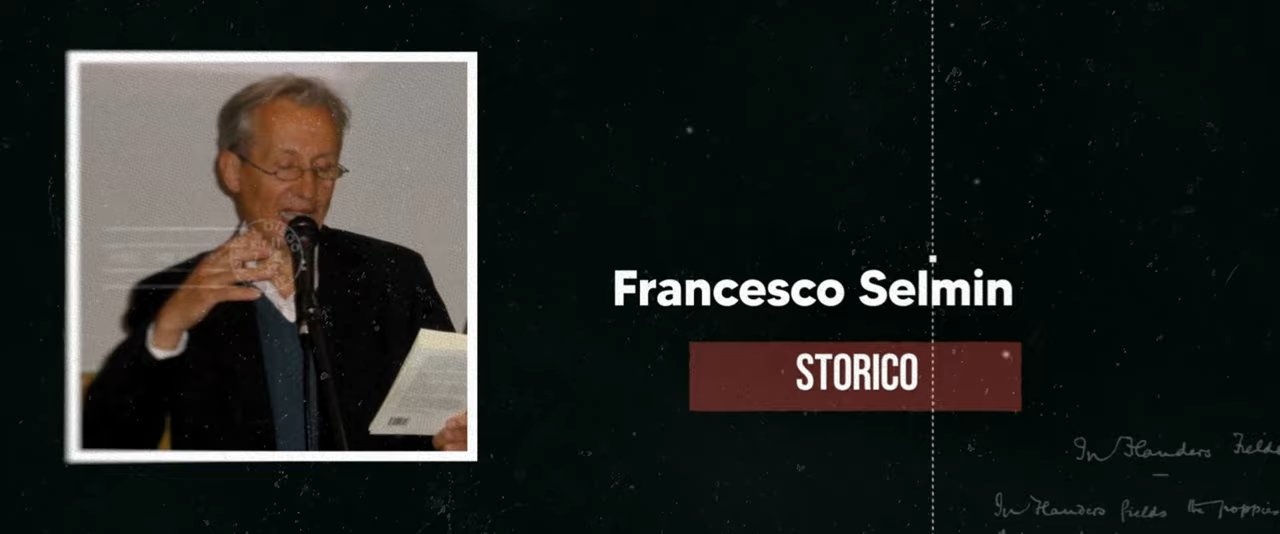 Francesco Selmin
STORICO
In Flanders Fields
In Flanders fields the poppies